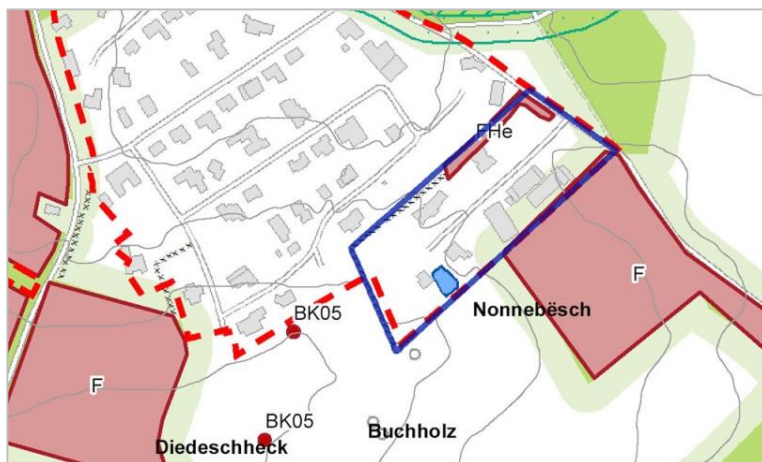 FHe
F
BK05
Nonnebësch
F
BK05
Buchholz
Diedeschheck